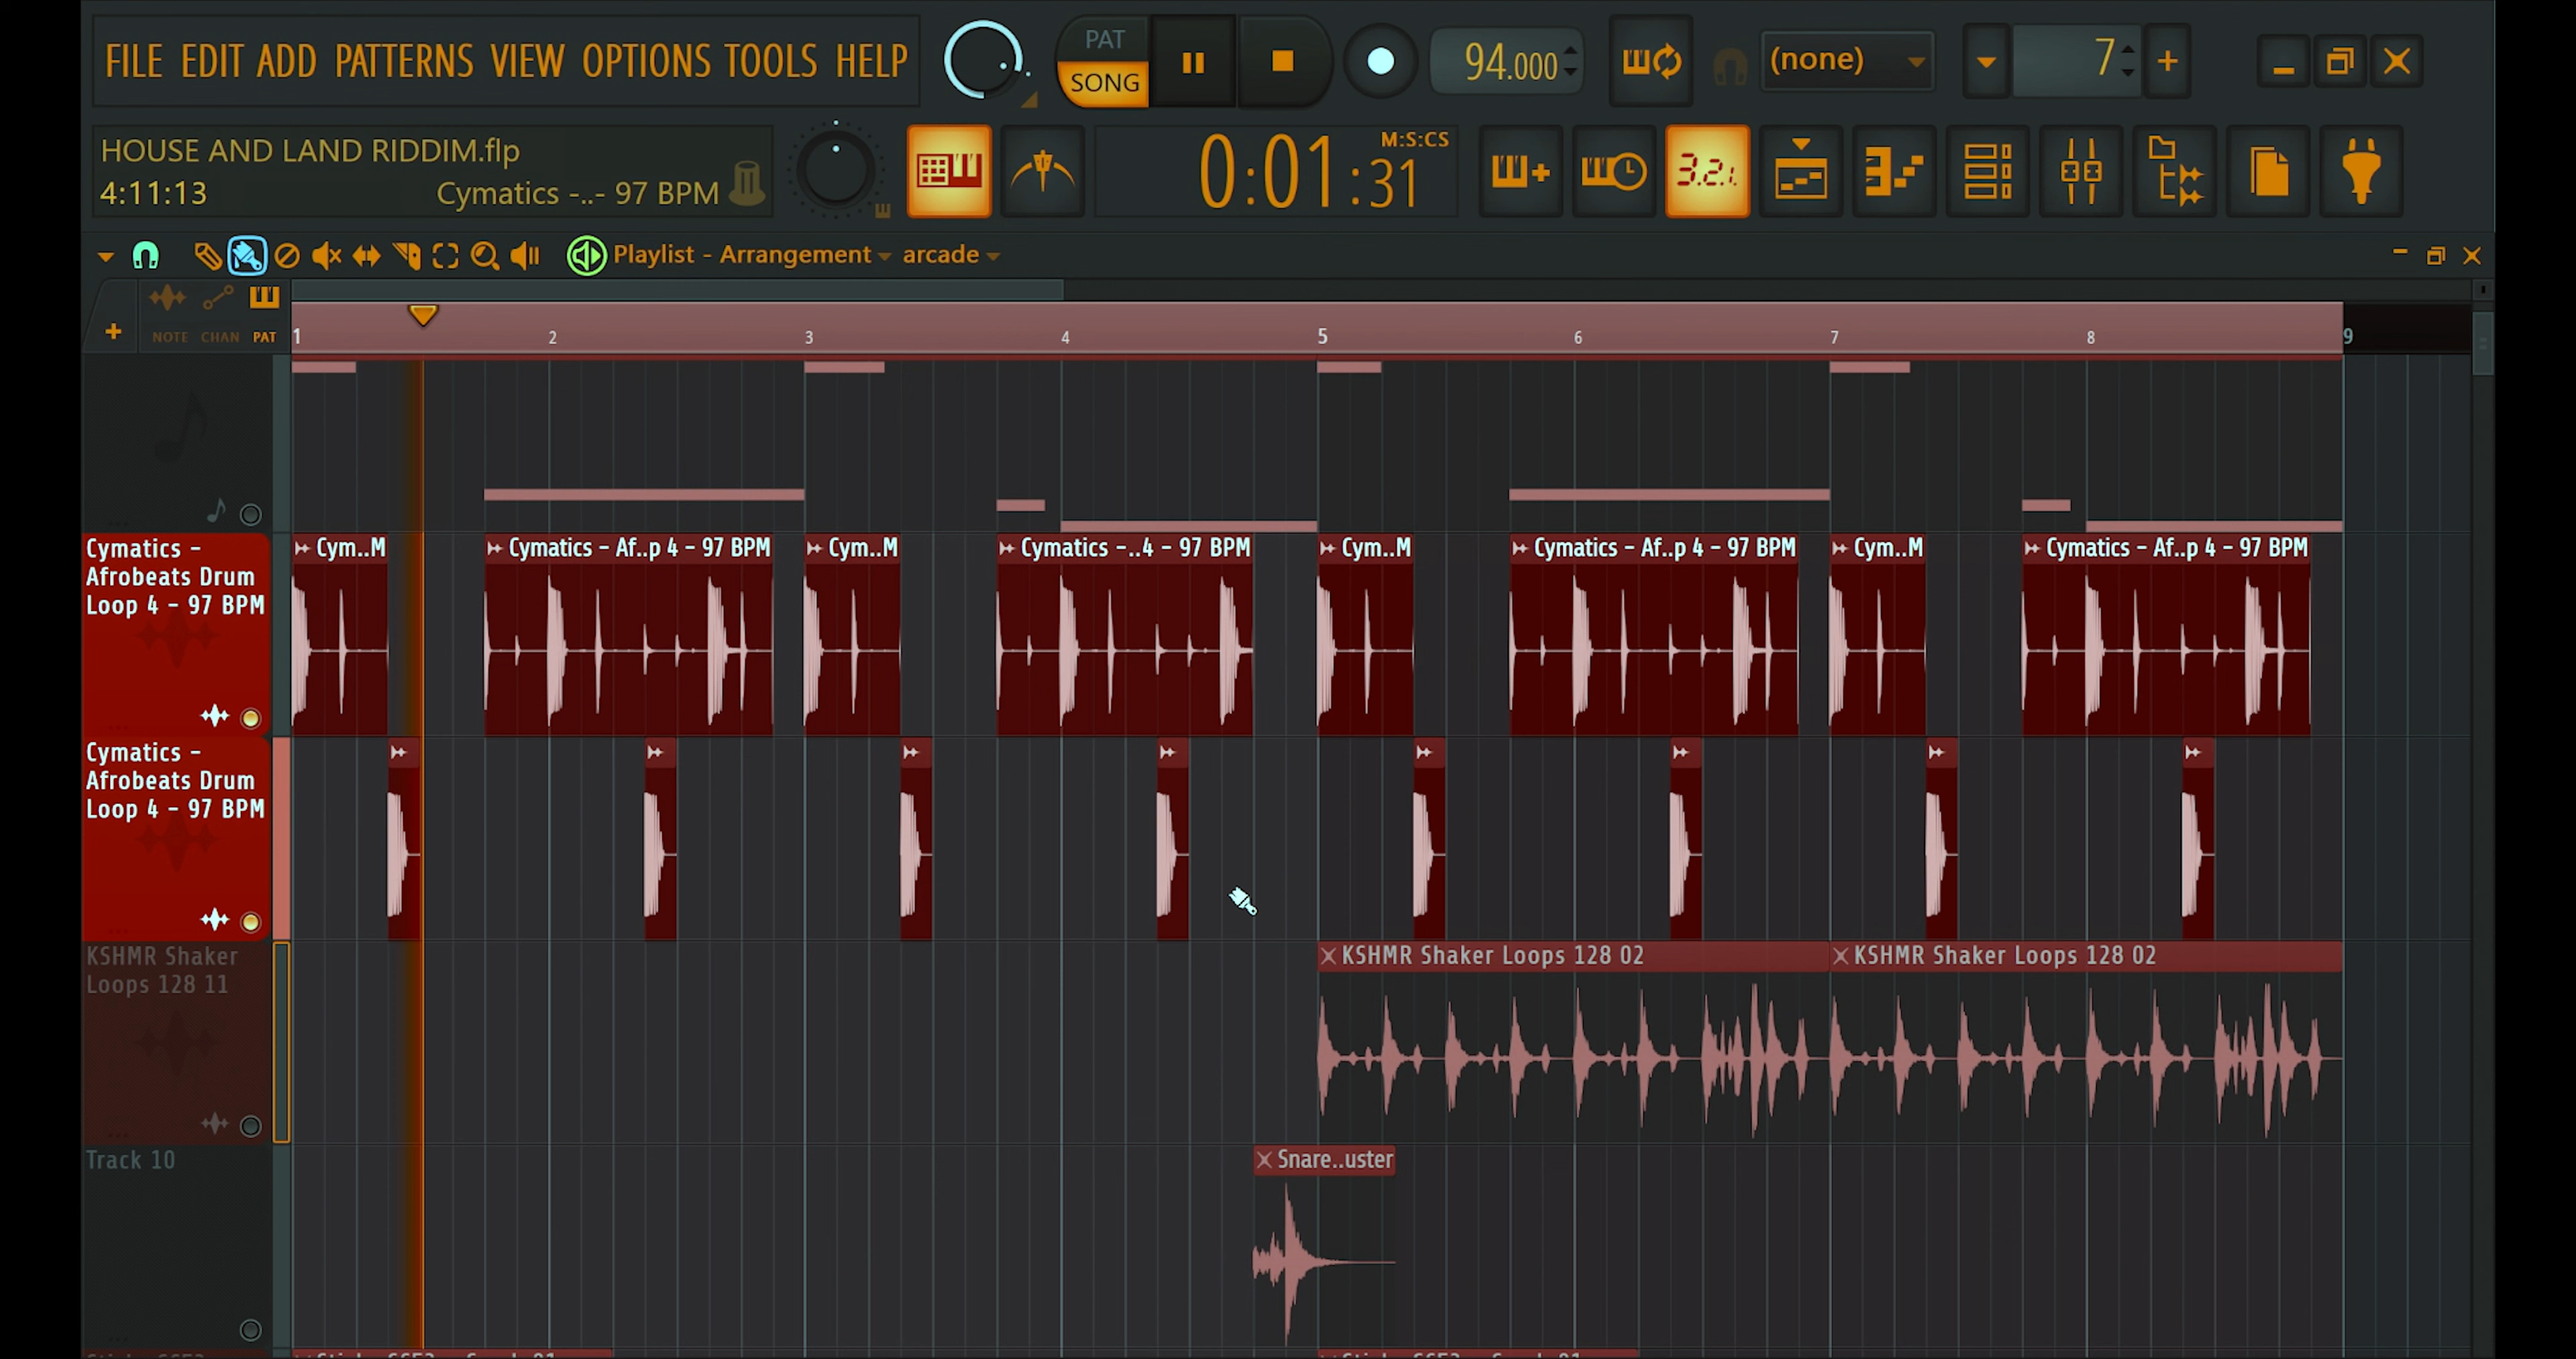 FILE EDIT ADD PATTERNS VIEW OPTIONS TOOLS HELP
PAT
SONG
94.000
(none)
7
HOUSE AND LAND RIDDIM.flp
4:11:13
Cymatics -..- 97 BPM
M:S:CS
0:01:31
3.2.1.
Playlist - Arrangement
arcade
NOTE CHAN PAT
1 2 3 4 5 6 7 8 9
Cymatics -
Afrobeats Drum
Loop 4 - 97 BPM
Cym..M
Cymatics - Af..p 4 - 97 BPM
Cym..M
Cymatics -..4 - 97 BPM
Cym..M
Cymatics - Af..p 4 - 97 BPM
Cym..M
Cymatics - Af..p 4 - 97 BPM
Cymatics -
Afrobeats Drum
Loop 4 - 97 BPM
KSHMR Shaker
Loops 128 11
KSHMR Shaker Loops 128 02
KSHMR Shaker Loops 128 02
Track 10
Snare..uster